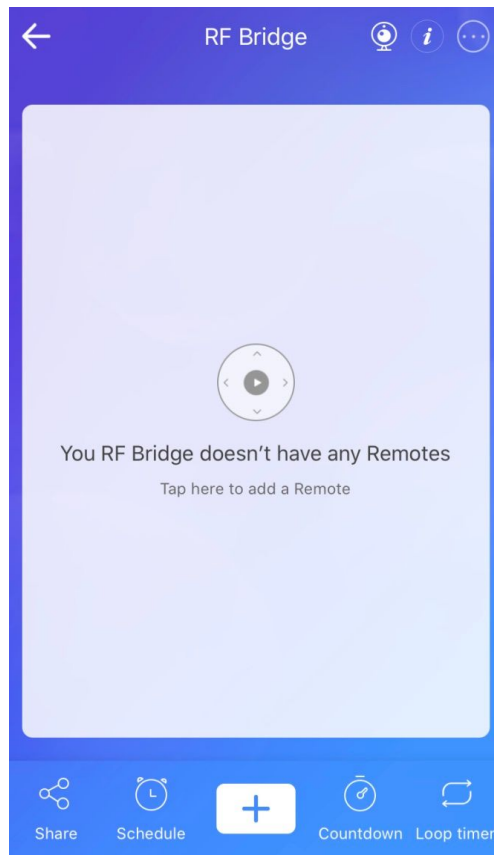 RF Bridge
You RF Bridge doesn't have any Remotes
Tap here to add a Remote
Share
Schedule
Countdown
Loop timer